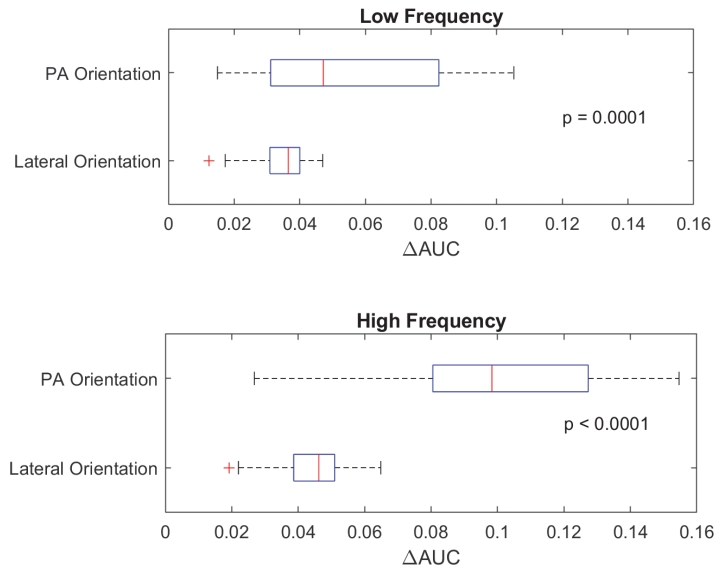 Low Frequency
PA Orientation
p = 0.0001
Lateral Orientation
0 0.02 0.04 0.06 0.08 0.1 0.12 0.14 0.16
ΔAUC
High Frequency
PA Orientation
p < 0.0001
Lateral Orientation
0 0.02 0.04 0.06 0.08 0.1 0.12 0.14 0.16
ΔAUC